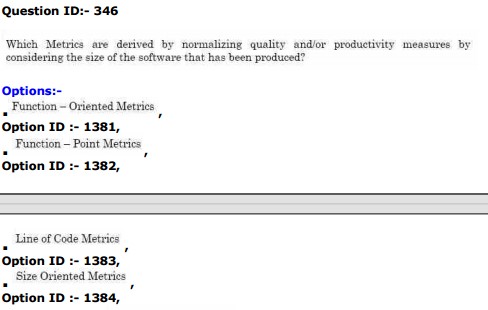 Question ID:- 346
Which Metrics are derived by normalizing quality and/or productivity measures by
considering the size of the software that has been produced?
Options:-
Function – Oriented Metrics ,
Option ID :- 1381,
Function – Point Metrics ,
Option ID :- 1382,
Line of Code Metrics ,
Option ID :- 1383,
Size Oriented Metrics ,
Option ID :- 1384,